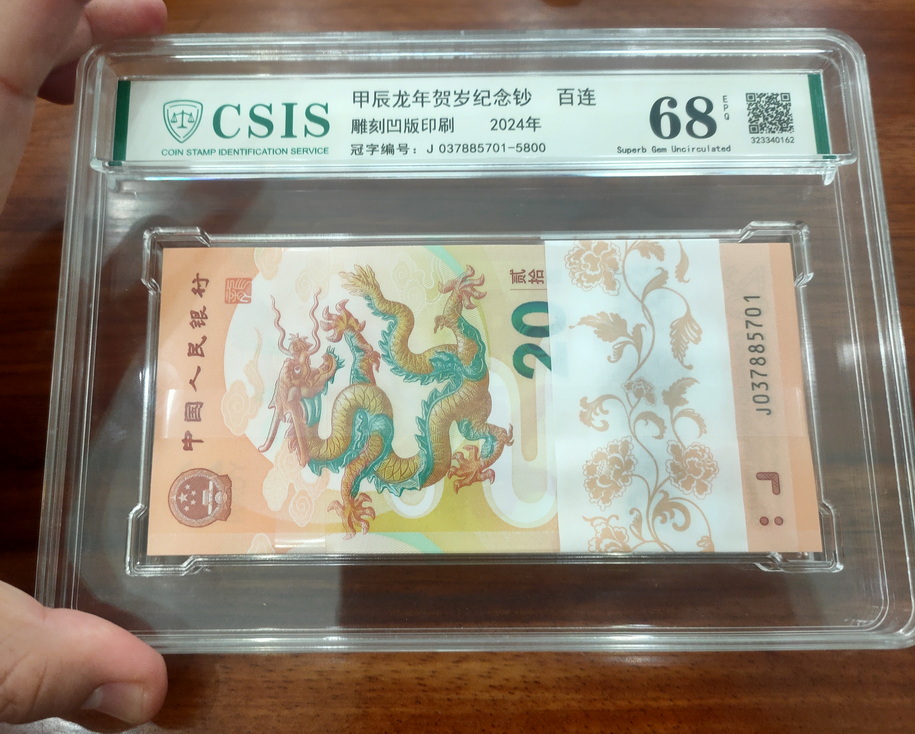 CSIS
COIN STAMP IDENTIFICATION SERVICE
甲辰龙年贺岁纪念钞 百连
雕刻凹版印刷 2024年
冠字编号: J 037885701-5800
68
EPQ
Superb Gem Uncirculated
323340162
中国人民银行
贰拾
20
J037885701
J